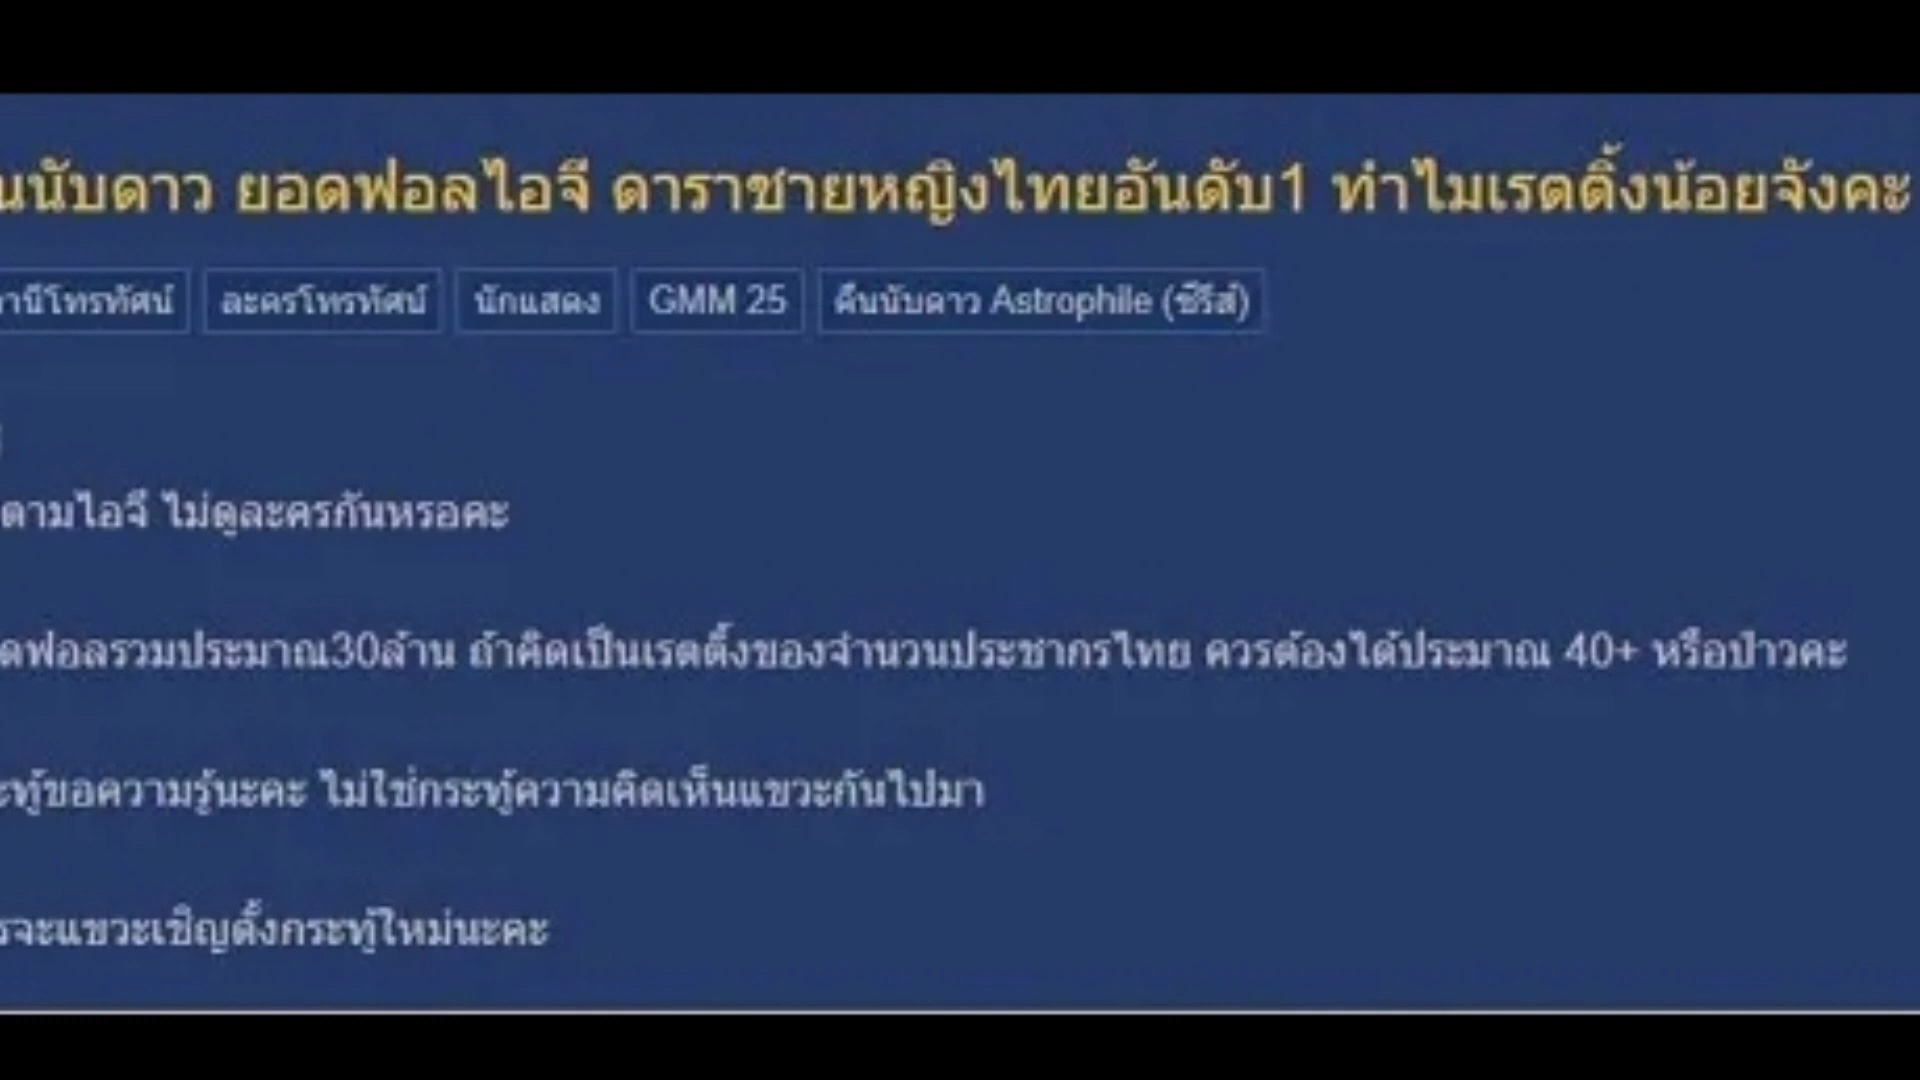 นนับดาว ยอดฟอลไอจี ดาราชายหญิงไทยอันดับ1 ทำไมเรตติ้งน้อยจังคะ
านีโทรทัศน์ ละครโทรทัศน์ นักแสดง GMM 25 คืนนับดาว Astrophile (ซีรีส์)
ตามไอจี ไม่ดูละครกันหรอคะ
ดฟอลรวมประมาณ30ล้าน ถ้าคิดเป็นเรตติ้งของจำนวนประชากรไทย ควรต้องได้ประมาณ 40+ หรือป่าวคะ
ะทู้ขอความรู้นะคะ ไม่ใช่กระทู้ความคิดเห็นแขวะกันไปมา
รจะแขวะเชิญตั้งกระทู้ใหม่นะคะ